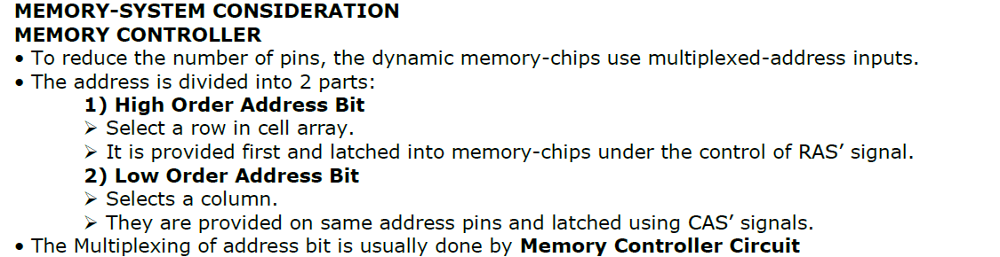 MEMORY-SYSTEM CONSIDERATION
MEMORY CONTROLLER
• To reduce the number of pins, the dynamic memory-chips use multiplexed-address inputs.
• The address is divided into 2 parts:
1) High Order Address Bit
➢ Select a row in cell array.
➢ It is provided first and latched into memory-chips under the control of RAS’ signal.
2) Low Order Address Bit
➢ Selects a column.
➢ They are provided on same address pins and latched using CAS’ signals.
• The Multiplexing of address bit is usually done by Memory Controller Circuit